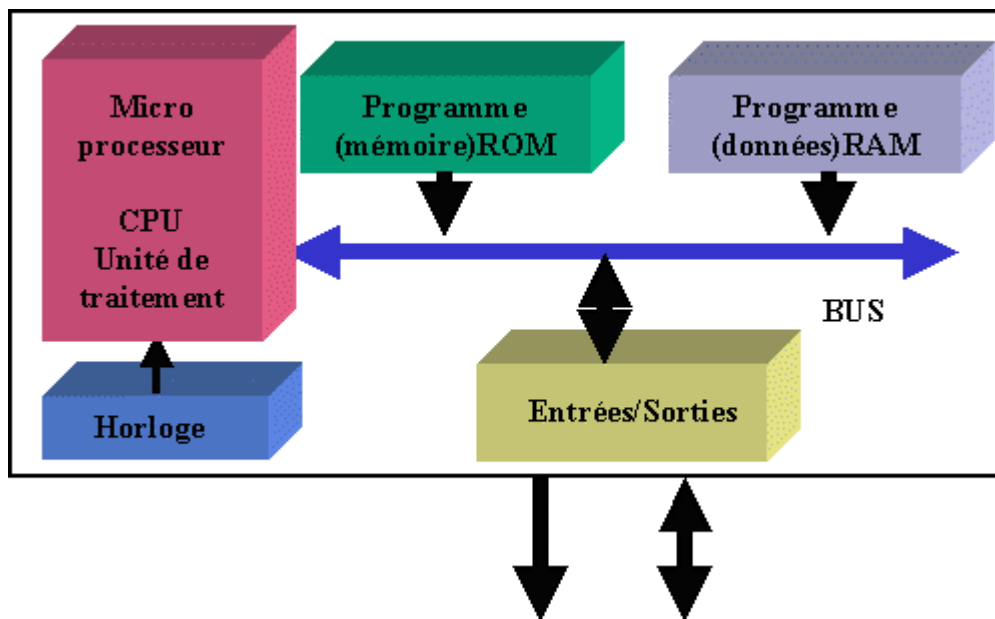 Micro
processeur
CPU
Unité de
traitement
Programme
(mémoire)ROM
Programme
(données)RAM
BUS
Horloge
Entrées/Sorties